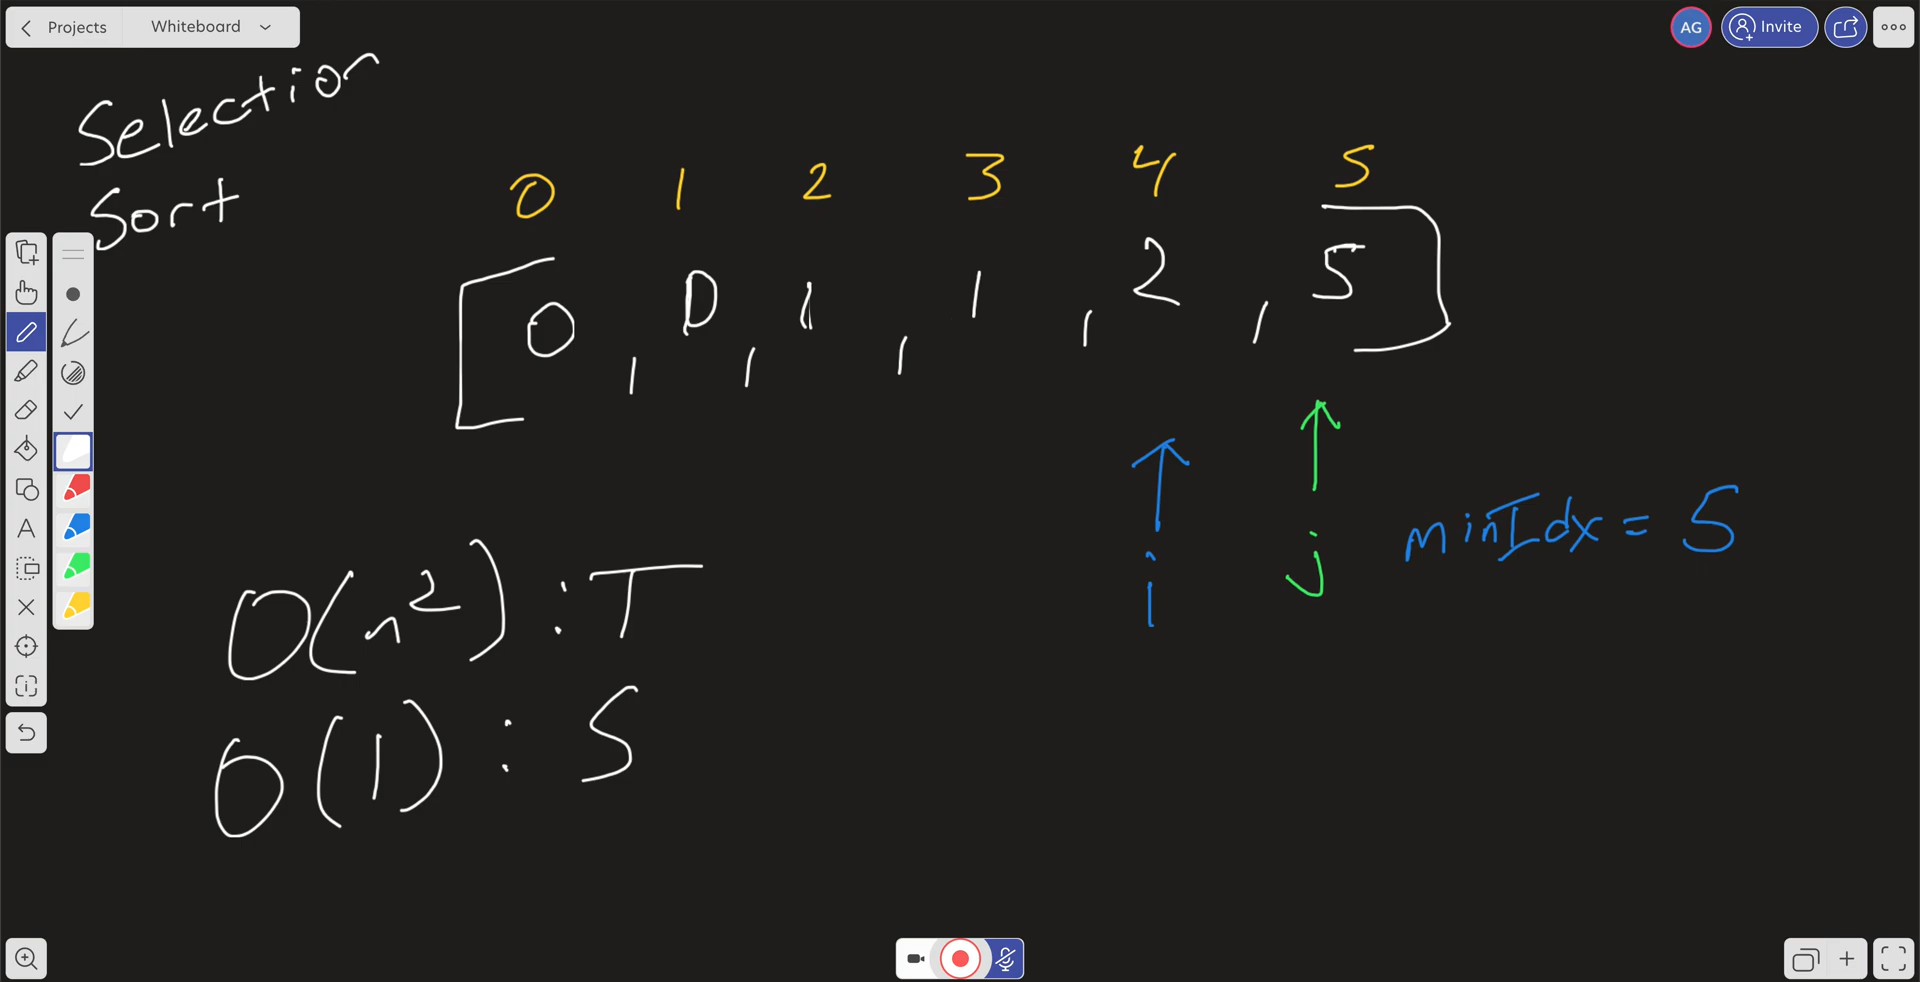 Projects
Whiteboard
AG
Invite
Selection
Sort
0 1 2 3 4 5
[0, 0, 1, 1, 2, 5]
i
j
minIdx = 5
O(n²) : T
O(1) : S
A